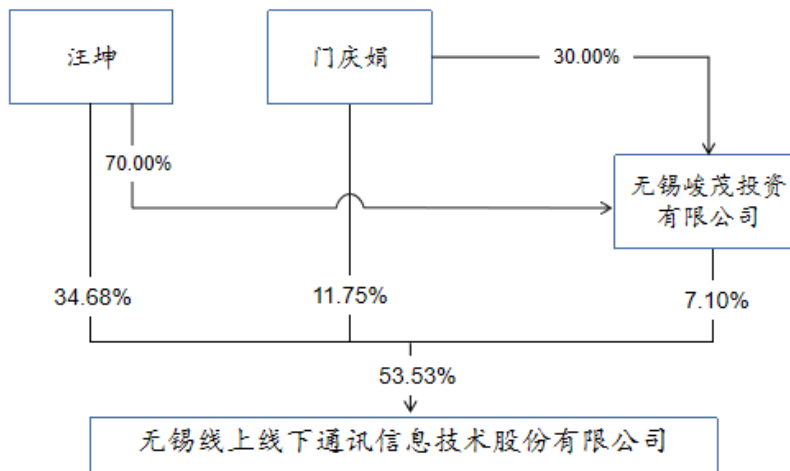 汪坤
门庆娟
30.00%
70.00%
无锡峻茂投资
有限公司
34.68%
11.75%
7.10%
53.53%
无锡线上线下通讯信息技术股份有限公司